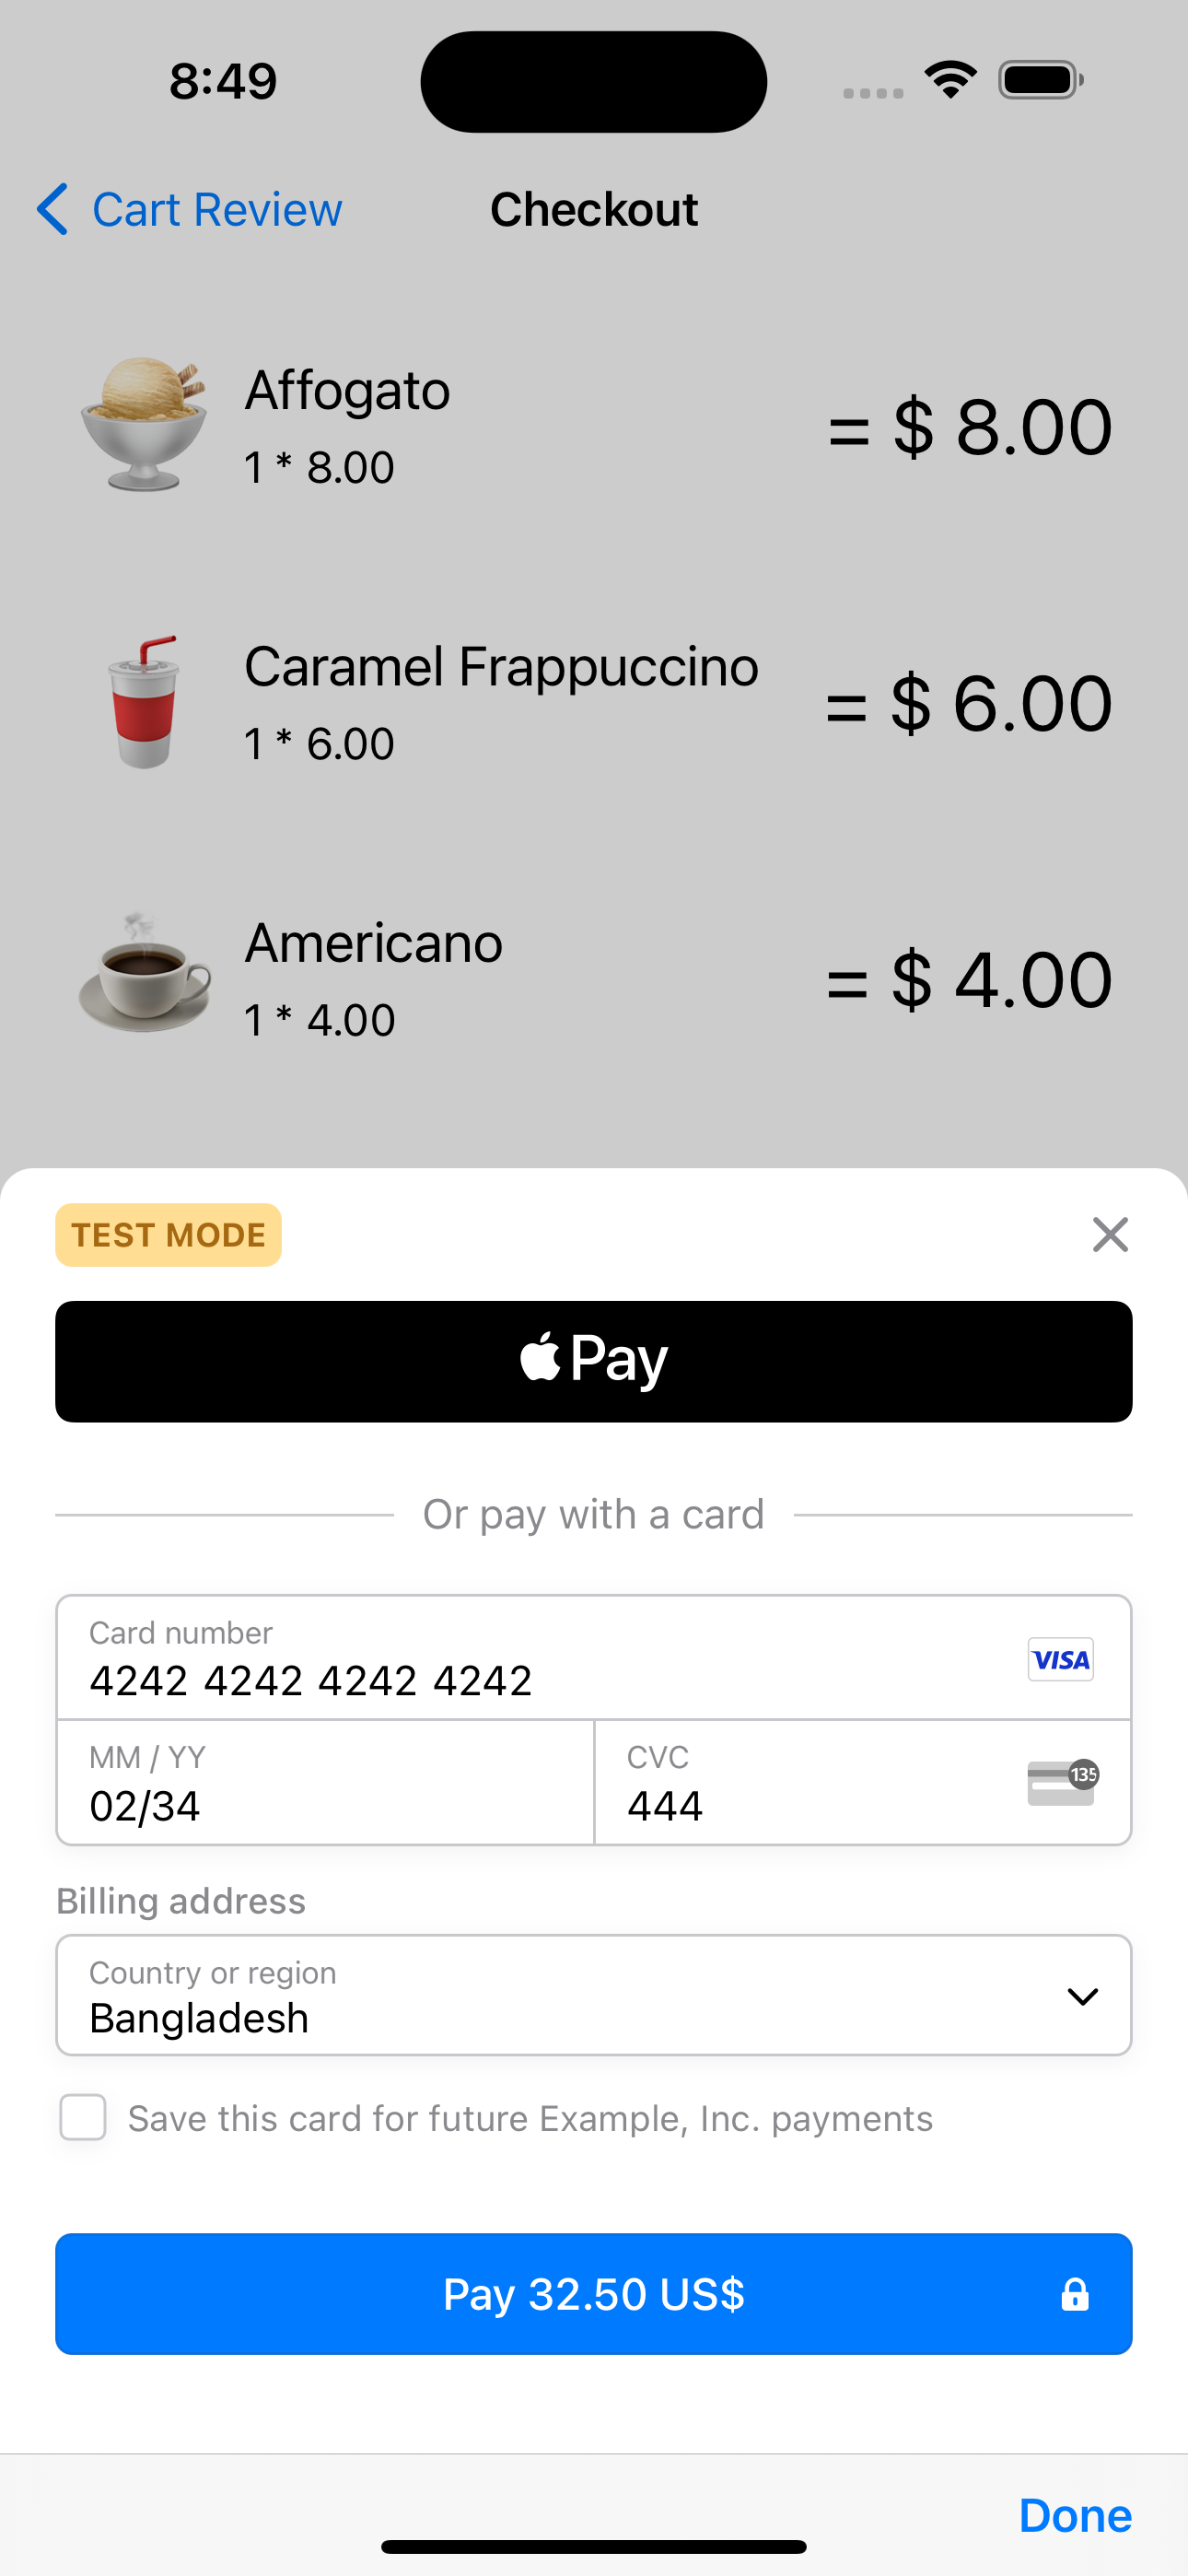 8:49
Cart Review
Checkout
Affogato
1 * 8.00
= $ 8.00
Caramel Frappuccino
1 * 6.00
= $ 6.00
Americano
1 * 4.00
= $ 4.00
TEST MODE
Pay
Or pay with a card
Card number
4242 4242 4242 4242
VISA
MM / YY
02/34
CVC
444
135
Billing address
Country or region
Bangladesh
Save this card for future Example, Inc. payments
Pay 32.50 US$
Done